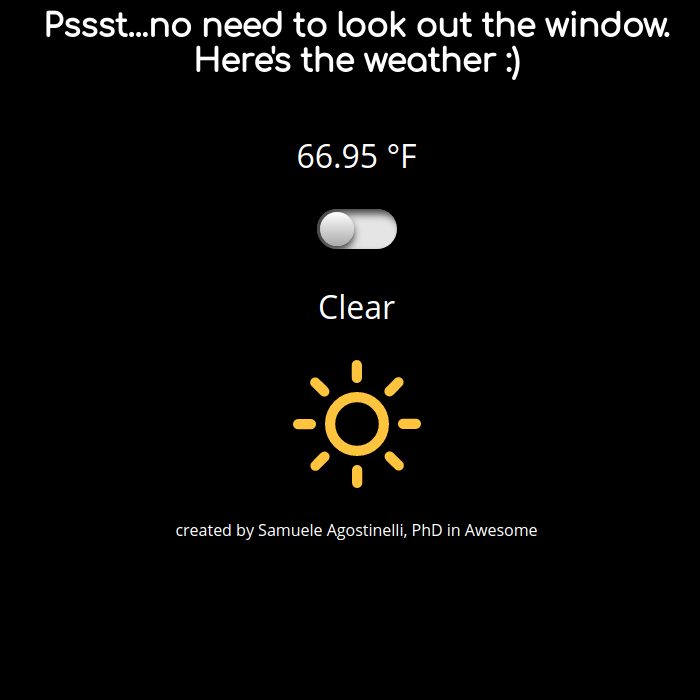 Pssst...no need to look out the window.
Here's the weather :)
66.95 °F
Clear
created by Samuele Agostinelli, PhD in Awesome